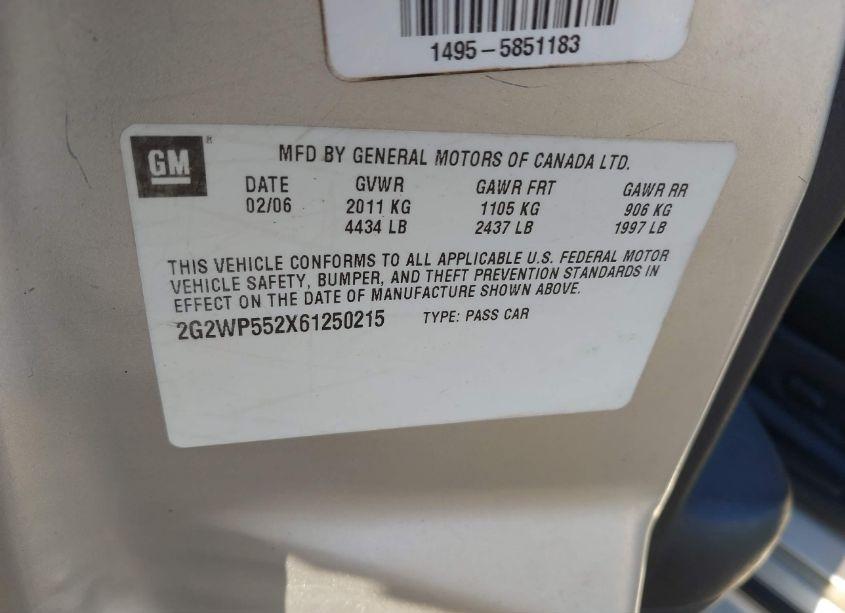 1495-5851183
GM
MFD BY GENERAL MOTORS OF CANADA LTD.
DATE GVWR GAWR FRT GAWR RR
02/06 2011 KG 1105 KG 906 KG
4434 LB 2437 LB 1997 LB
THIS VEHICLE CONFORMS TO ALL APPLICABLE U.S. FEDERAL MOTOR
VEHICLE SAFETY, BUMPER, AND THEFT PREVENTION STANDARDS IN
EFFECT ON THE DATE OF MANUFACTURE SHOWN ABOVE.
2G2WP552X61250215 TYPE: PASS CAR